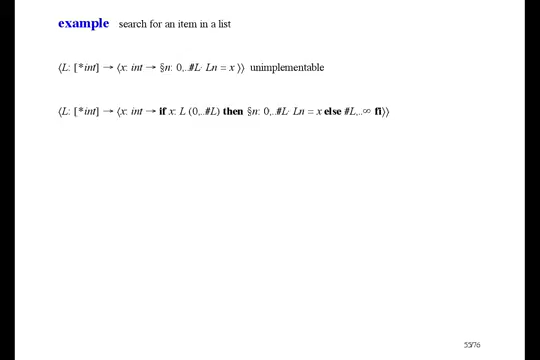 example search for an item in a list
⟨L: [*int] → ⟨x: int → §n: 0,..#L· Ln = x⟩⟩ unimplementable
⟨L: [*int] → ⟨x: int → if x: L (0,..#L) then §n: 0,..#L· Ln = x else #L,..∞ fi⟩⟩
55/76